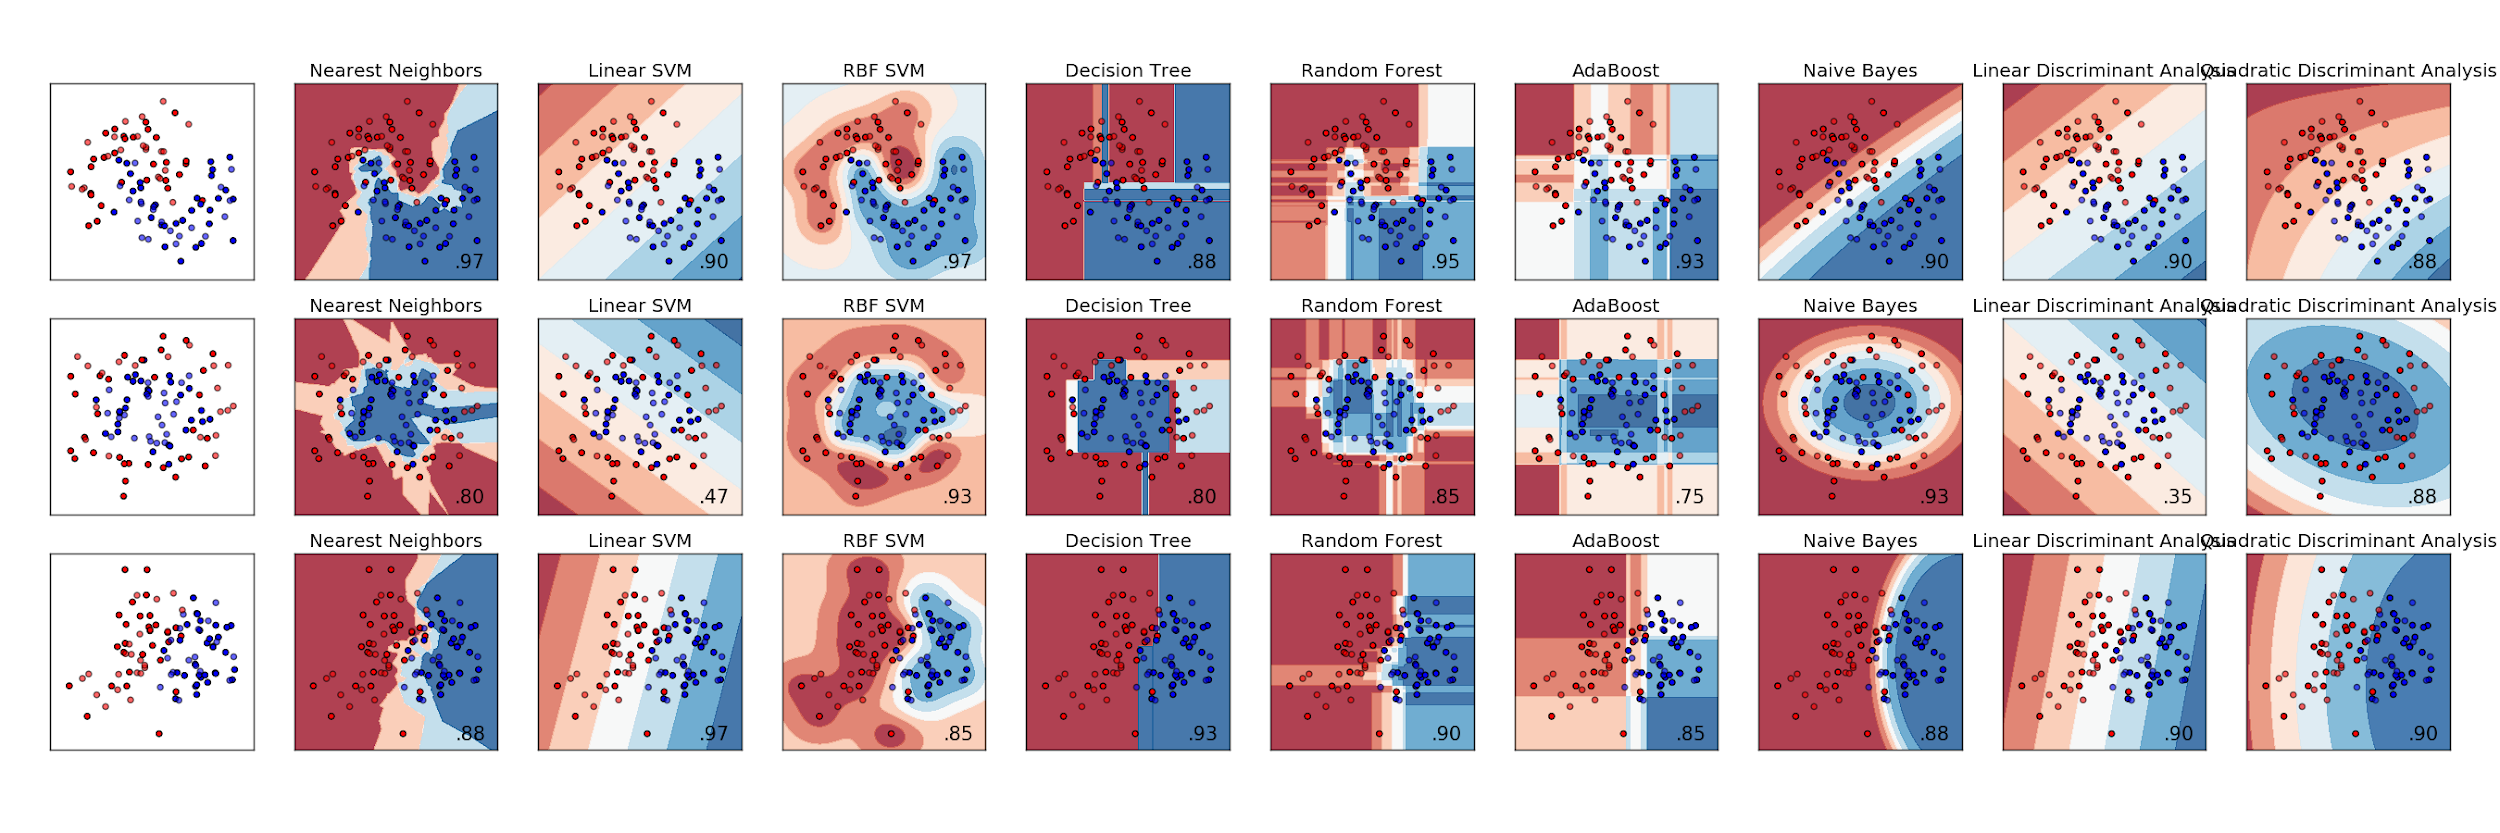 Nearest Neighbors Linear SVM RBF SVM Decision Tree Random Forest AdaBoost Naive Bayes Linear Discriminant Analysis Quadratic Discriminant Analysis
.97 .90 .97 .88 .95 .93 .90 .90 .88
Nearest Neighbors Linear SVM RBF SVM Decision Tree Random Forest AdaBoost Naive Bayes Linear Discriminant Analysis Quadratic Discriminant Analysis
.80 .47 .93 .80 .85 .75 .93 .35 .88
Nearest Neighbors Linear SVM RBF SVM Decision Tree Random Forest AdaBoost Naive Bayes Linear Discriminant Analysis Quadratic Discriminant Analysis
.88 .97 .85 .93 .90 .85 .88 .90 .90